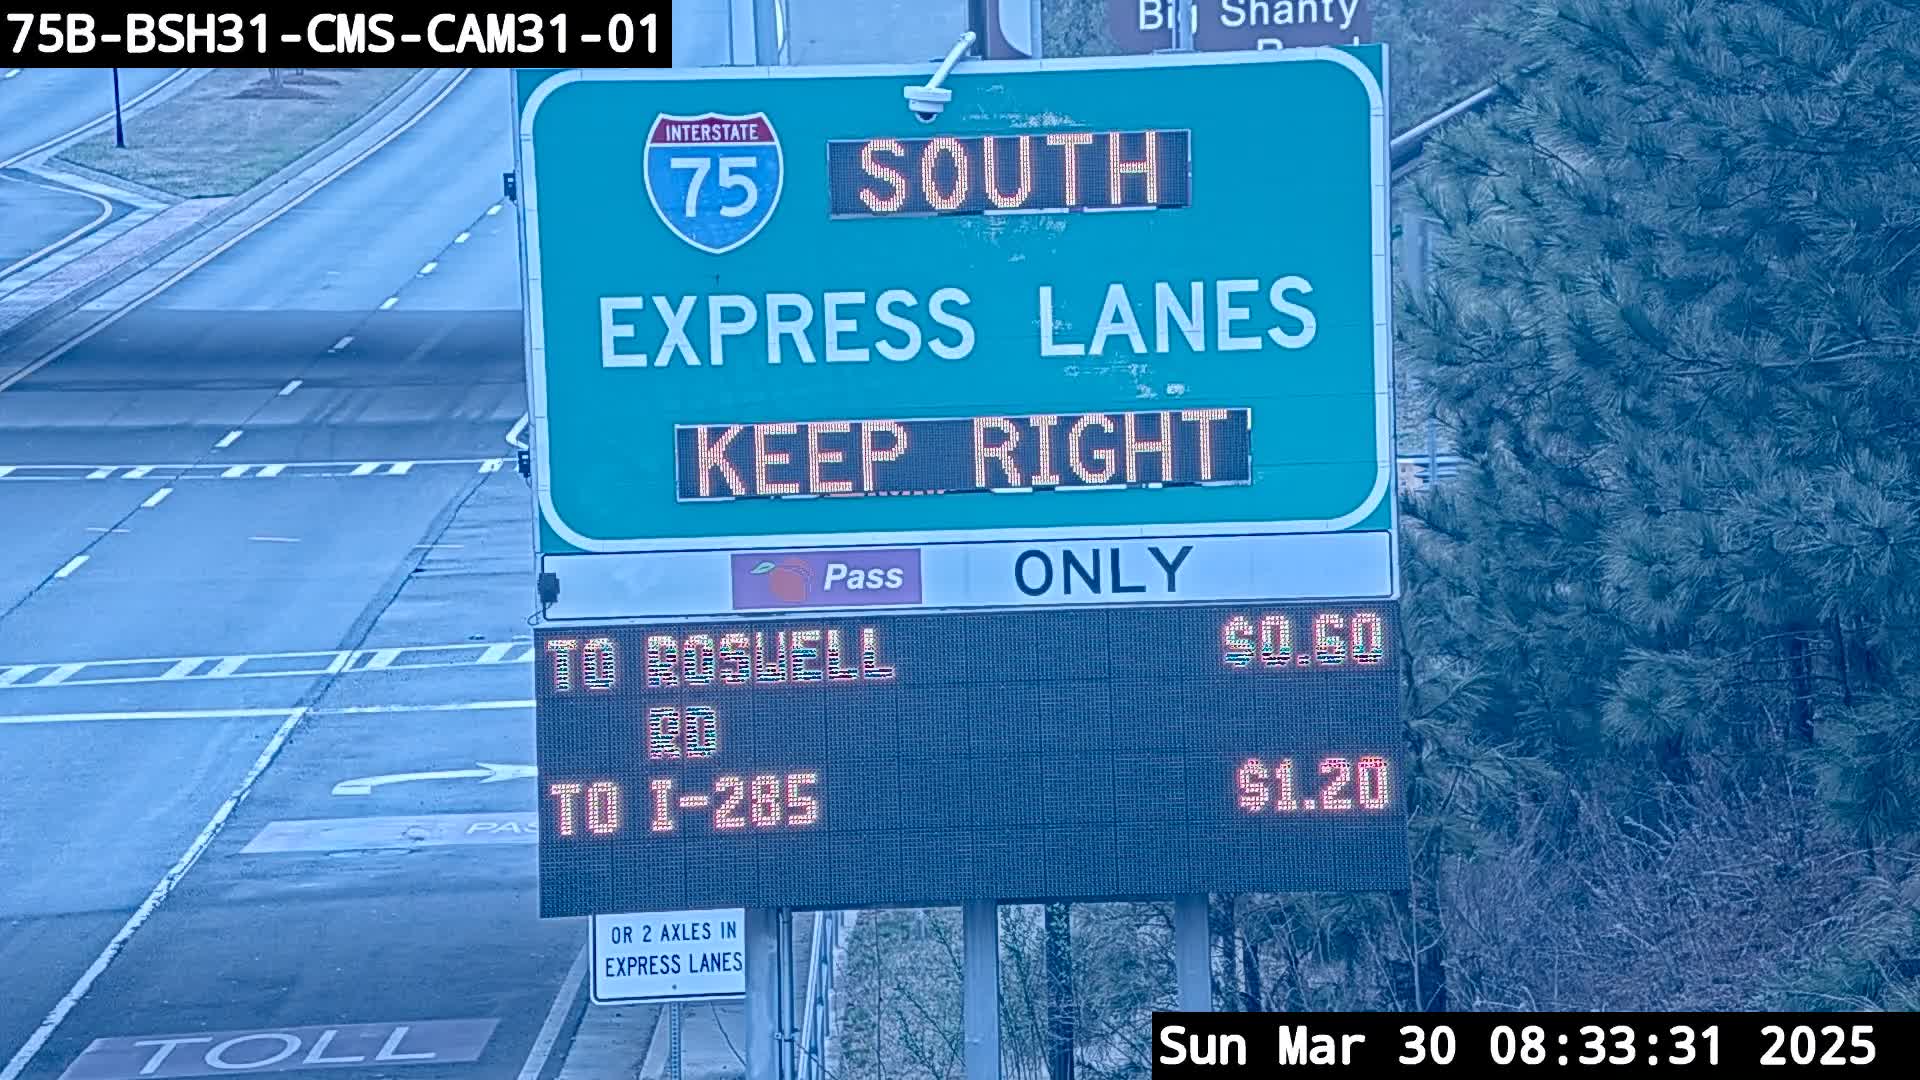 75B-BSH31-CMS-CAM31-01
Big Shanty
INTERSTATE
75
SOUTH
EXPRESS LANES
KEEP RIGHT
Pass ONLY
TO ROSWELL $0.60
RD
TO I-285 $1.20
OR 2 AXLES IN
EXPRESS LANES
TOLL
Sun Mar 30 08:33:31 2025